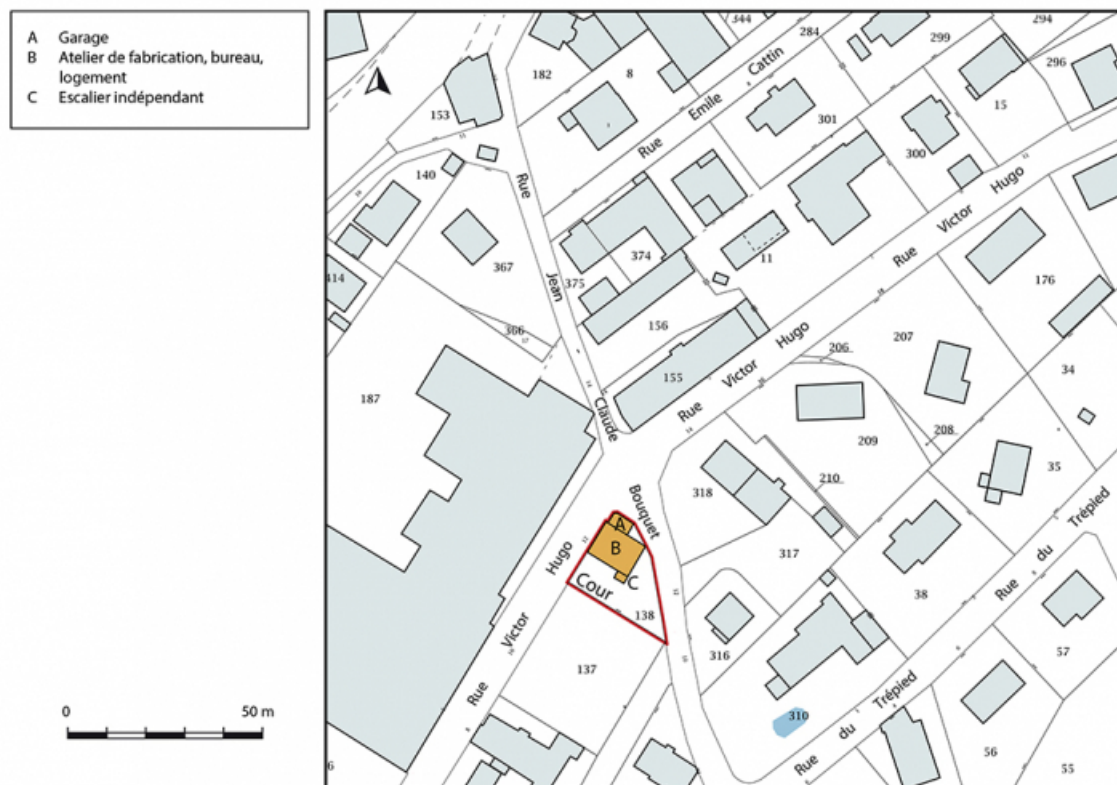 A Garage
B Atelier de fabrication, bureau,
logement
C Escalier indépendant
0 50 m
344
284
299
294
296
182
8
Rue Emile Cattin
15
153
301
300
140
Rue Jean Claude Bouquet
Rue Victor Hugo
374
11
367
375
176
414
366
156
207
206
34
155
Rue Victor Hugo
187
209
208
35
210
318
A
B
C
Cour
138
317
38
Rue du Trépied
Rue Victor Hugo
316
57
137
310
Rue du Trépied
56
55
6